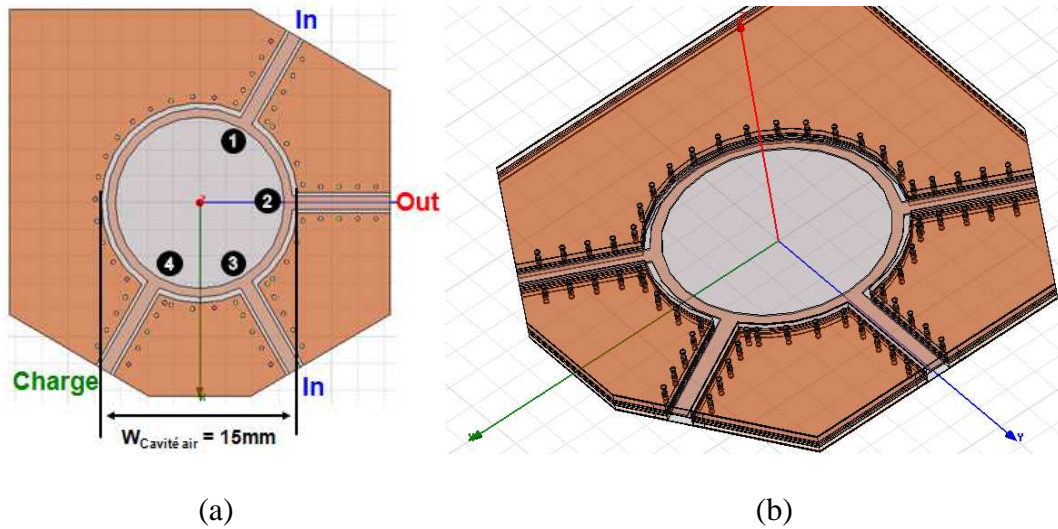 In
1
2
Out
4
3
Charge
In
W_Cavité air = 15mm
X
Y
(a)
(b)